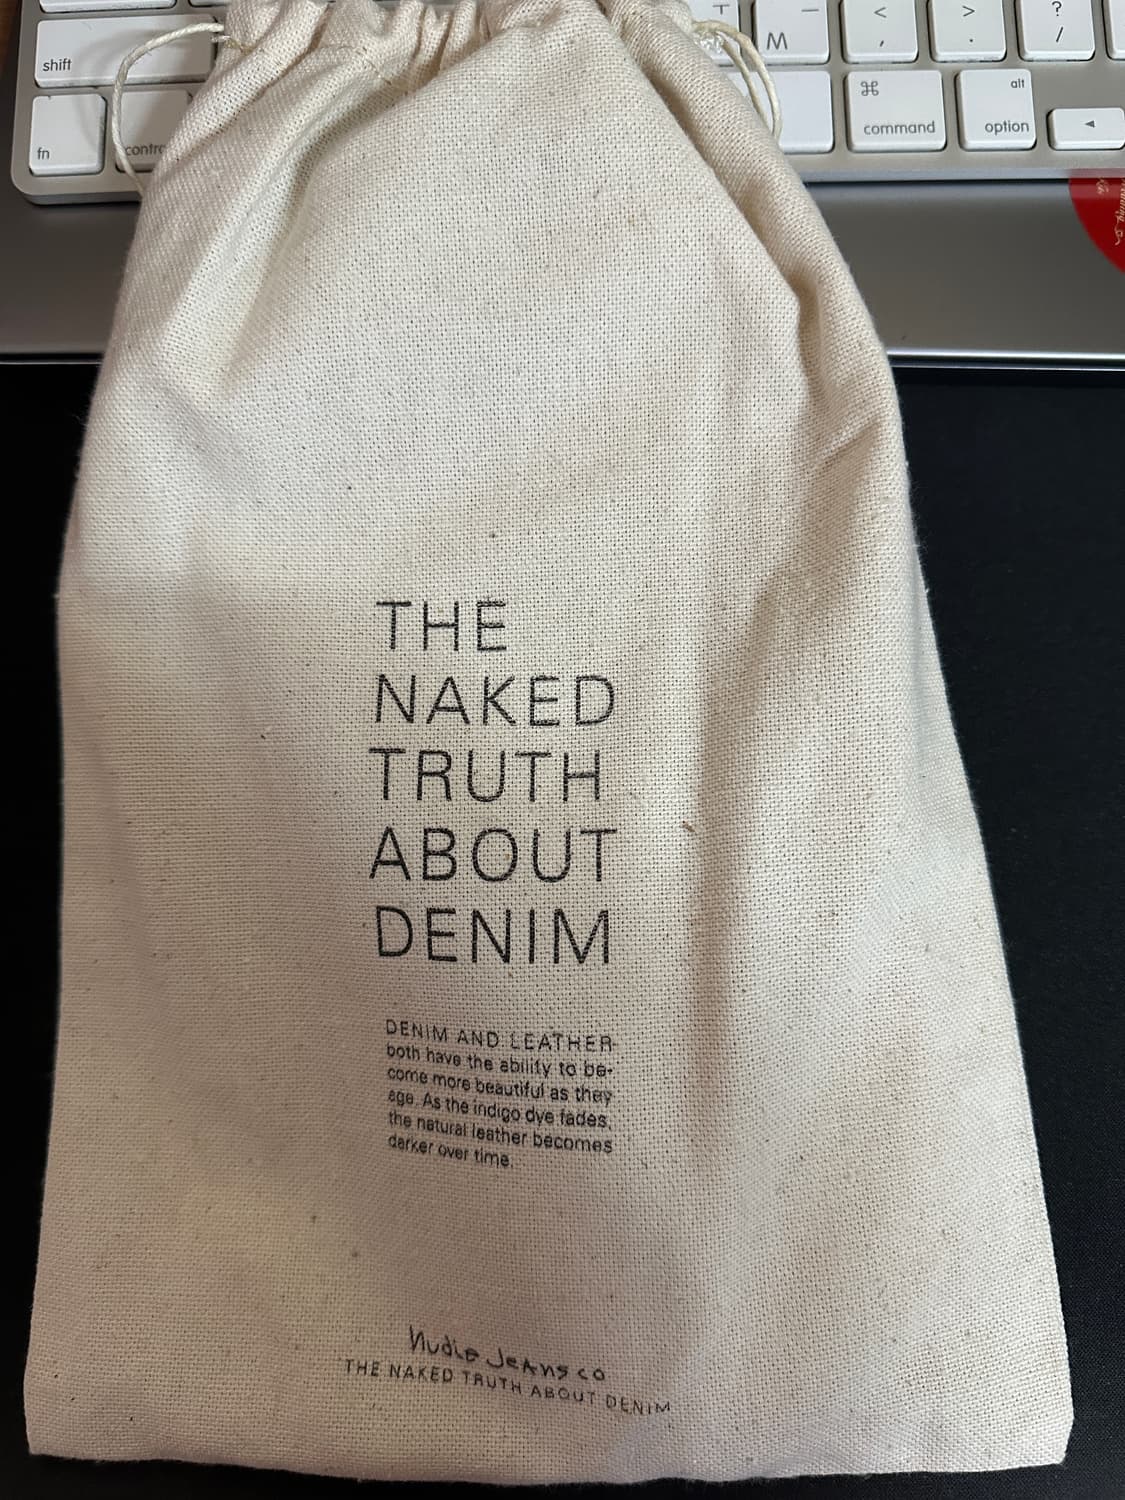 shift
fn
contro
M
—
<
,
>
.
?
/
⌘
command
alt
option
◄
THE
NAKED
TRUTH
ABOUT
DENIM
DENIM AND LEATHER
both have the ability to be-
come more beautiful as they
age. As the indigo dye fades,
the natural leather becomes
darker over time.
Nudie Jeans co
THE NAKED TRUTH ABOUT DENIM